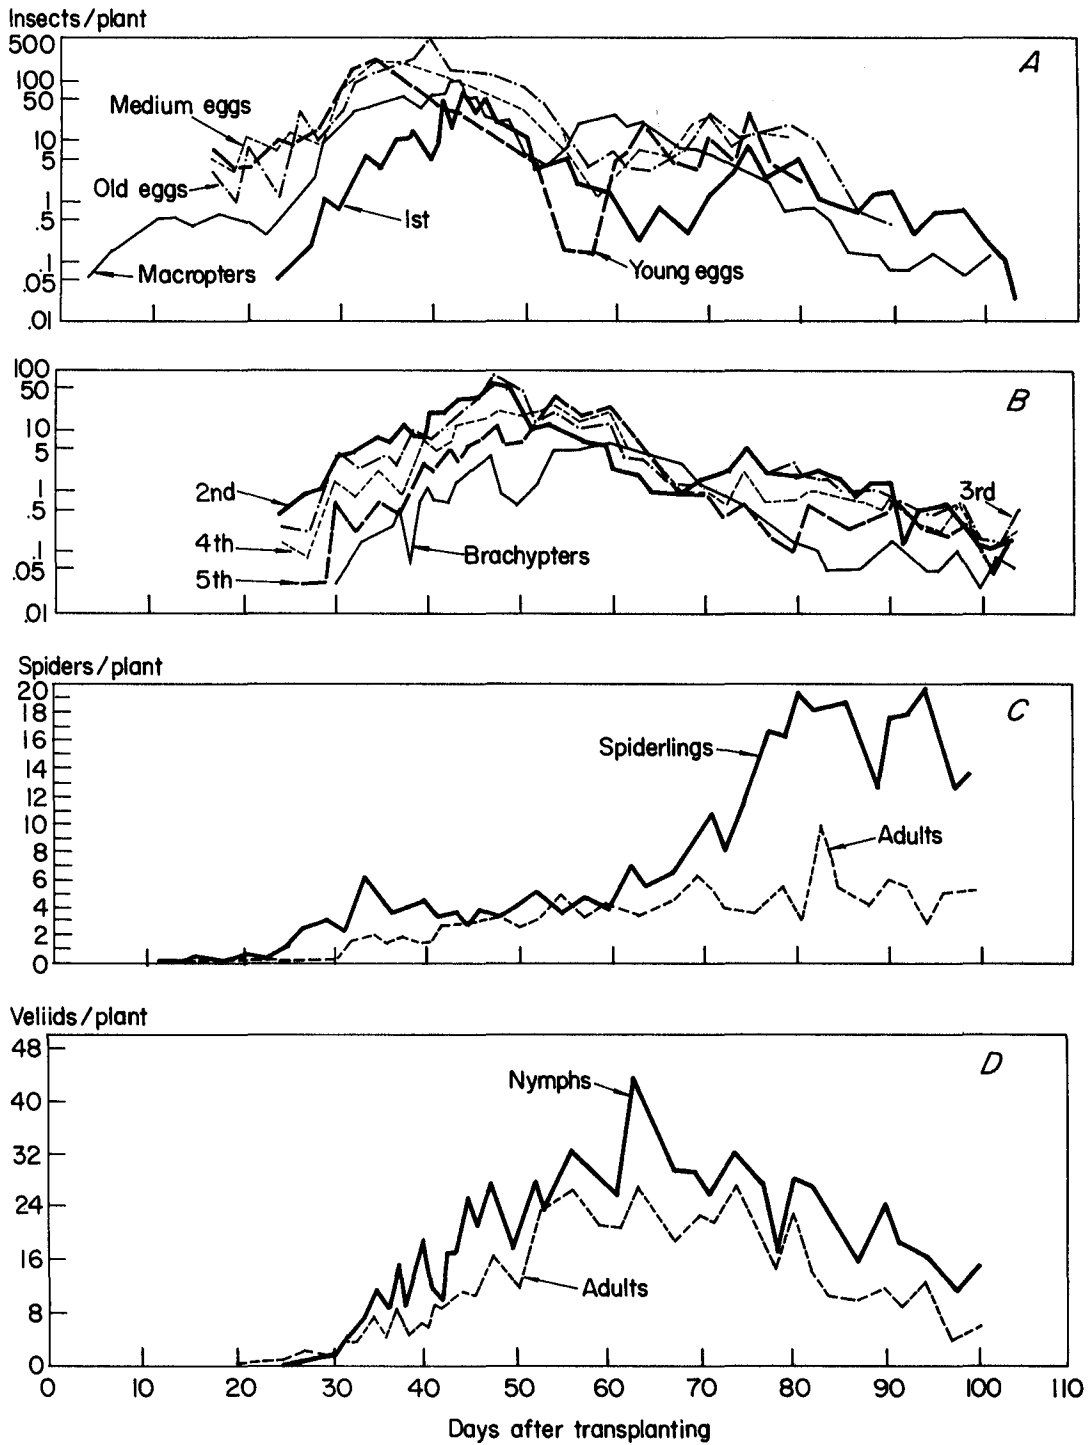 Insects/plant
500
100
50
10
5
1
.5
.1
.05
.01
A
Medium eggs
Old eggs
1st
Macropters
Young eggs
100
50
10
5
1
.5
.1
.05
.01
B
2nd
4th
5th
Brachypters
3rd
Spiders/plant
20
18
16
14
12
10
8
6
4
2
0
C
Spiderlings
Adults
Veliids/plant
48
40
32
24
16
8
0
D
Nymphs
Adults
0 10 20 30 40 50 60 70 80 90 100 110
Days after transplanting